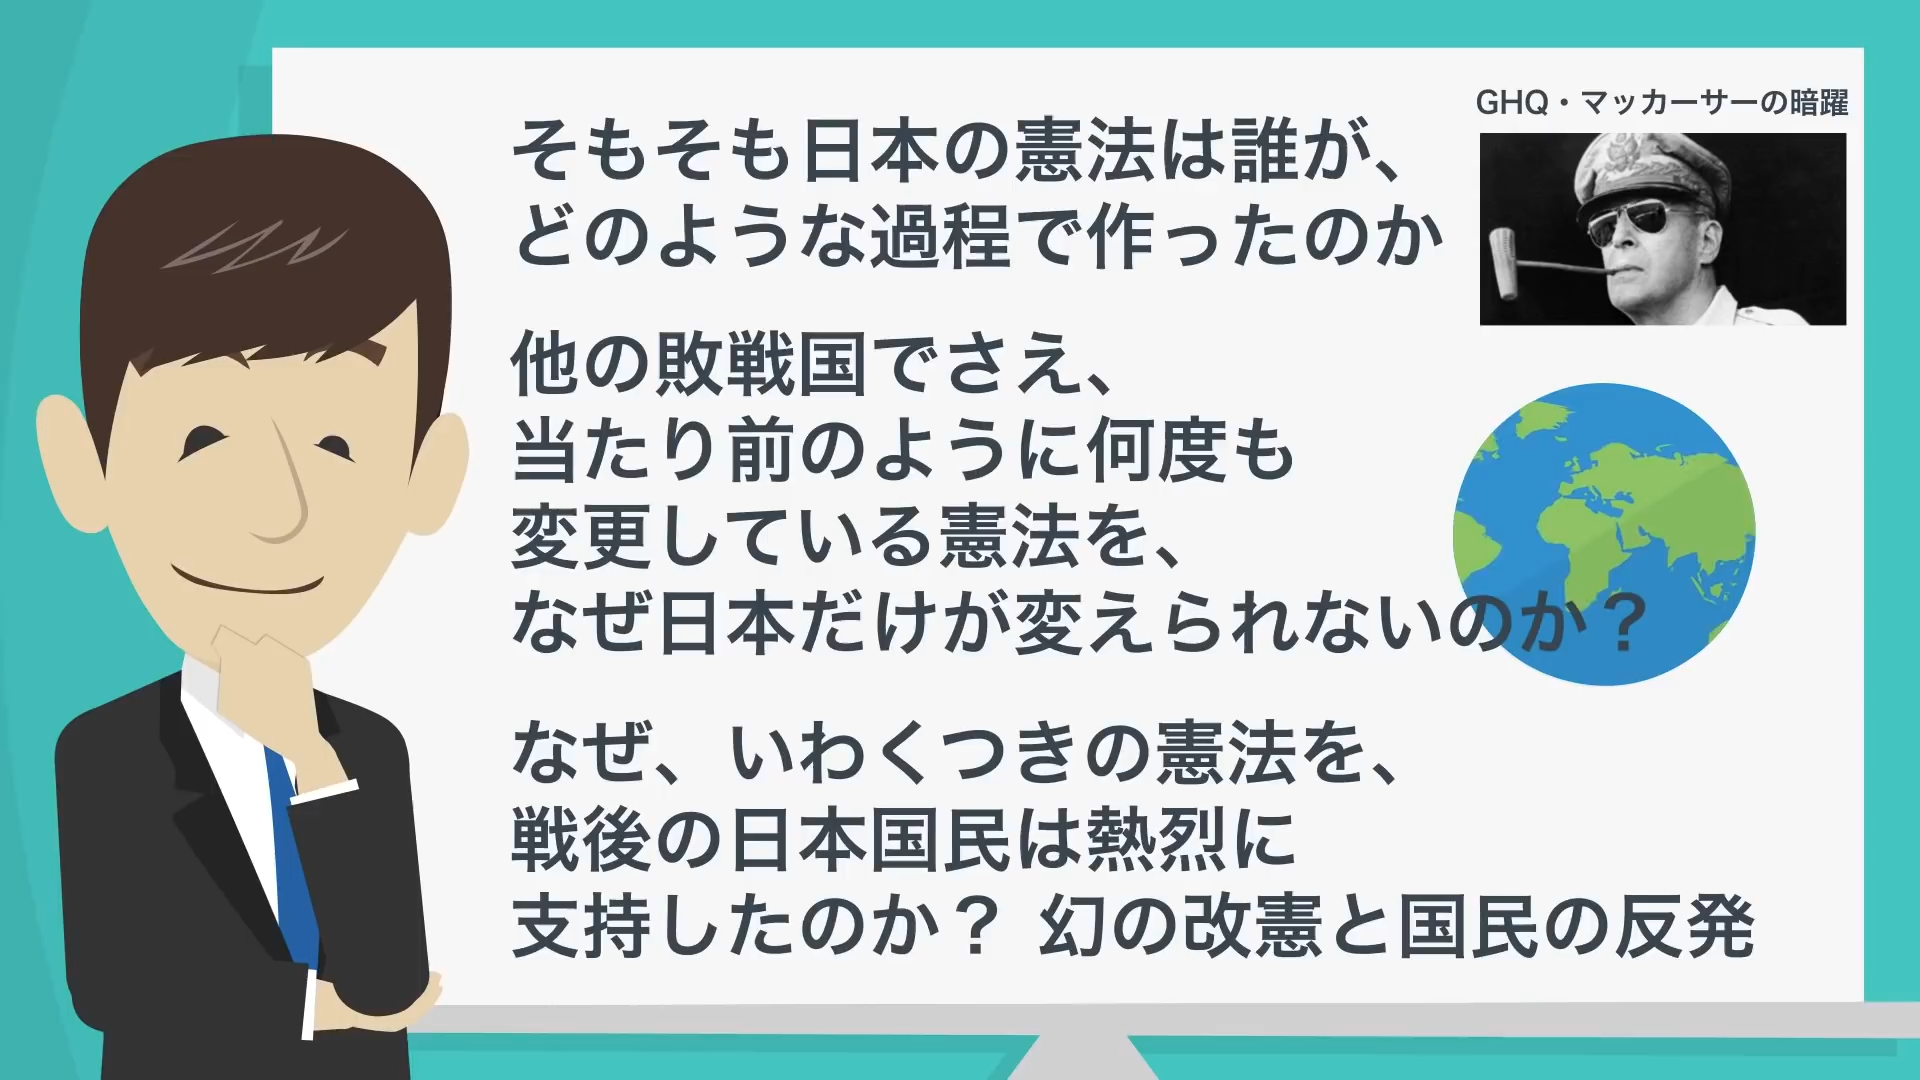 GHQ・マッカーサーの暗躍
そもそも日本の憲法は誰が、
どのような過程で作ったのか
他の敗戦国でさえ、
当たり前のように何度も
変更している憲法を、
なぜ日本だけが変えられないのか？
なぜ、いわくつきの憲法を、
戦後の日本国民は熱烈に
支持したのか？ 幻の改憲と国民の反発